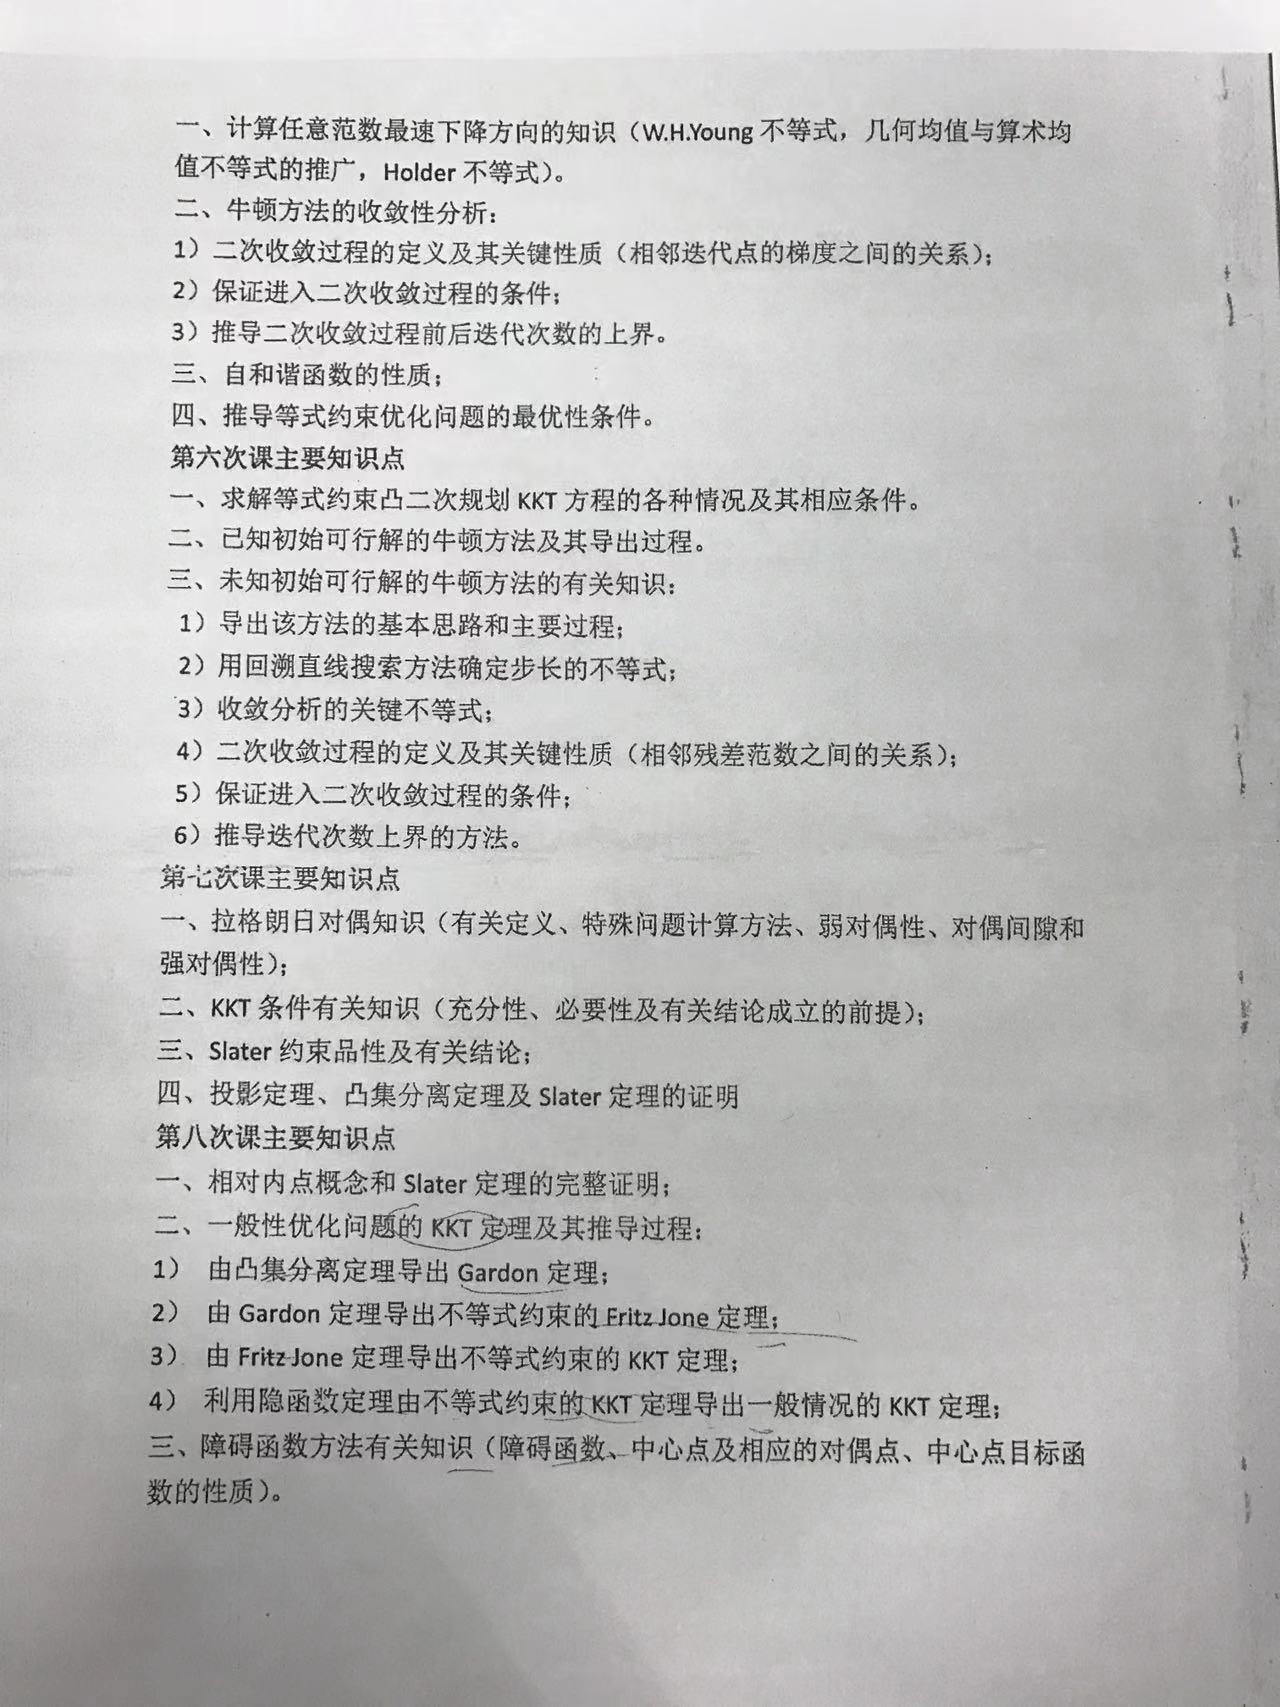 一、计算任意范数最速下降方向的知识（W.H.Young 不等式，几何均值与算术均
值不等式的推广，Holder 不等式）。
二、牛顿方法的收敛性分析：
1）二次收敛过程的定义及其关键性质（相邻迭代点的梯度之间的关系）；
2）保证进入二次收敛过程的条件；
3）推导二次收敛过程前后迭代次数的上界。
三、自和谐函数的性质；
四、推导等式约束优化问题的最优性条件。
第六次课主要知识点
一、求解等式约束凸二次规划 KKT 方程的各种情况及其相应条件。
二、已知初始可行解的牛顿方法及其导出过程。
三、未知初始可行解的牛顿方法的有关知识：
1）导出该方法的基本思路和主要过程；
2）用回溯直线搜索方法确定步长的不等式；
3）收敛分析的关键不等式；
4）二次收敛过程的定义及其关键性质（相邻残差范数之间的关系）；
5）保证进入二次收敛过程的条件；
6）推导迭代次数上界的方法。
第七次课主要知识点
一、拉格朗日对偶知识（有关定义、特殊问题计算方法、弱对偶性、对偶间隙和
强对偶性）；
二、KKT 条件有关知识（充分性、必要性及有关结论成立的前提）；
三、Slater 约束品性及有关结论；
四、投影定理、凸集分离定理及 Slater 定理的证明
第八次课主要知识点
一、相对内点概念和 Slater 定理的完整证明；
二、一般性优化问题的 KKT 定理及其推导过程：
1） 由凸集分离定理导出 Gardon 定理；
2） 由 Gardon 定理导出不等式约束的 Fritz Jone 定理；
3） 由 Fritz Jone 定理导出不等式约束的 KKT 定理；
4） 利用隐函数定理由不等式约束的 KKT 定理导出一般情况的 KKT 定理；
三、障碍函数方法有关知识（障碍函数、中心点及相应的对偶点、中心点目标函
数的性质）。